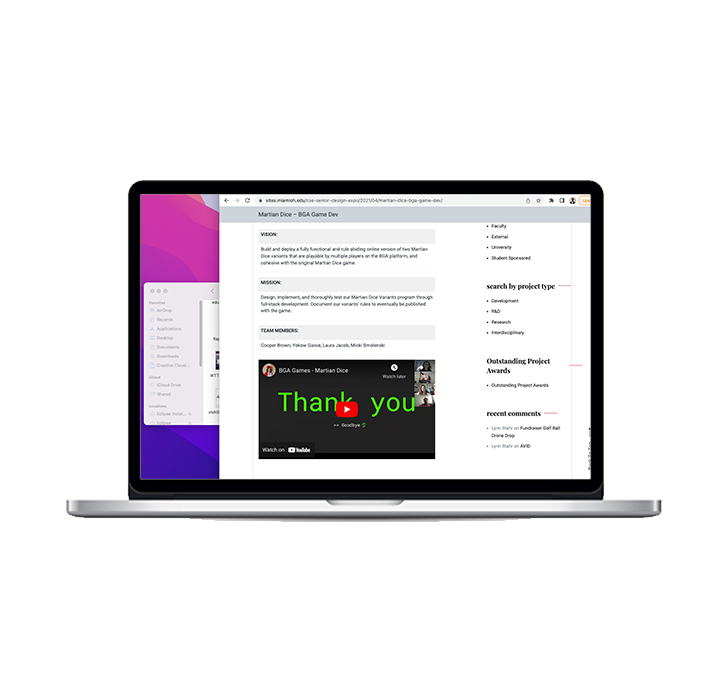 sites.miamioh.edu/cse-senior-design-expo/2021/04/martian-dice-bga-game-dev/
Martian Dice – BGA Game Dev
VISION:
Build and deploy a fully functional and rule abiding online version of two Martian
Dice variants that are playable by multiple players on the BGA platform, and
cohesive with the original Martian Dice game.
MISSION:
Design, implement, and thoroughly test our Martian Dice Variants program through
full-stack development. Document our variants' rules to eventually be published
with the game.
TEAM MEMBERS:
Cooper Brown, Yekow Gaisie, Laura Jacob, Micki Smolenski
BGA Games - Martian Dice
Watch later
Thank you
>> Goodbye
Watch on YouTube
Faculty
External
University
Student Sponsored
search by project type
Development
R&D
Research
Interdisciplinary
Outstanding Project
Awards
Outstanding Project Awards
recent comments
Lynn Blahr on Fundraiser Golf Ball
Drone Drop
Lynn Blahr on AVID
Favorites
AirDrop
Recents
Applications
Desktop
Documents
Downloads
Creative Cloud...
iCloud
iCloud Drive
Shared
Locations
Eclipse Instal...
Eclipse